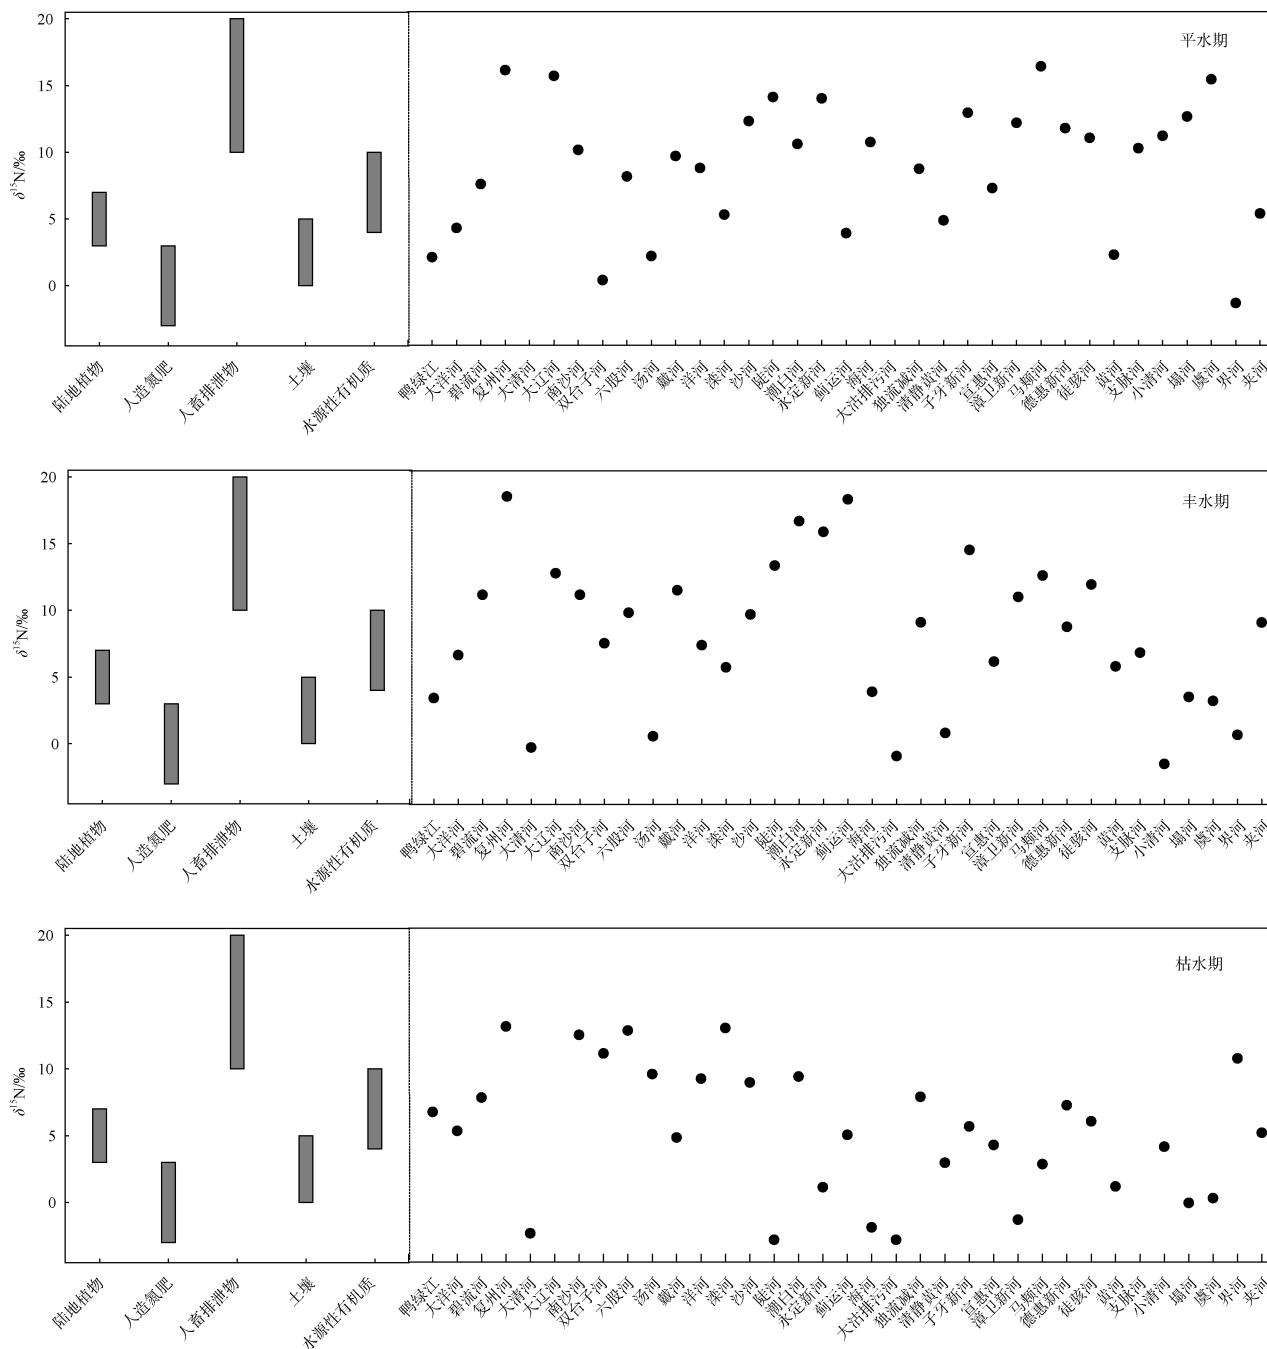 平水期
20
15
10
5
0
δ¹⁵N/‰
陆地植物
人造氮肥
人畜排泄物
土壤
水源性有机质
鸭绿江
大洋河
碧流河
复州河
大清河
大辽河
南沙河
双台子河
六股河
汤河
戴河
洋河
滦河
沙河
陡河
潮白河
永定新河
蓟运河
海河
大沽排污河
独流减河
清静黄河
子牙新河
宣惠河
漳卫新河
马颊河
德惠新河
徒骇河
黄河
支脉河
小清河
塌河
虞河
界河
夹河
丰水期
20
15
10
5
0
δ¹⁵N/‰
陆地植物
人造氮肥
人畜排泄物
土壤
水源性有机质
鸭绿江
大洋河
碧流河
复州河
大清河
大辽河
南沙河
双台子河
六股河
汤河
戴河
洋河
滦河
沙河
陡河
潮白河
永定新河
蓟运河
海河
大沽排污河
独流减河
清静黄河
子牙新河
宣惠河
漳卫新河
马颊河
德惠新河
徒骇河
黄河
支脉河
小清河
塌河
虞河
界河
夹河
枯水期
20
15
10
5
0
δ¹⁵N/‰
陆地植物
人造氮肥
人畜排泄物
土壤
水源性有机质
鸭绿江
大洋河
碧流河
复州河
大清河
大辽河
南沙河
双台子河
六股河
汤河
戴河
洋河
滦河
沙河
陡河
潮白河
永定新河
蓟运河
海河
大沽排污河
独流减河
清静黄河
子牙新河
宣惠河
漳卫新河
马颊河
德惠新河
徒骇河
黄河
支脉河
小清河
塌河
虞河
界河
夹河